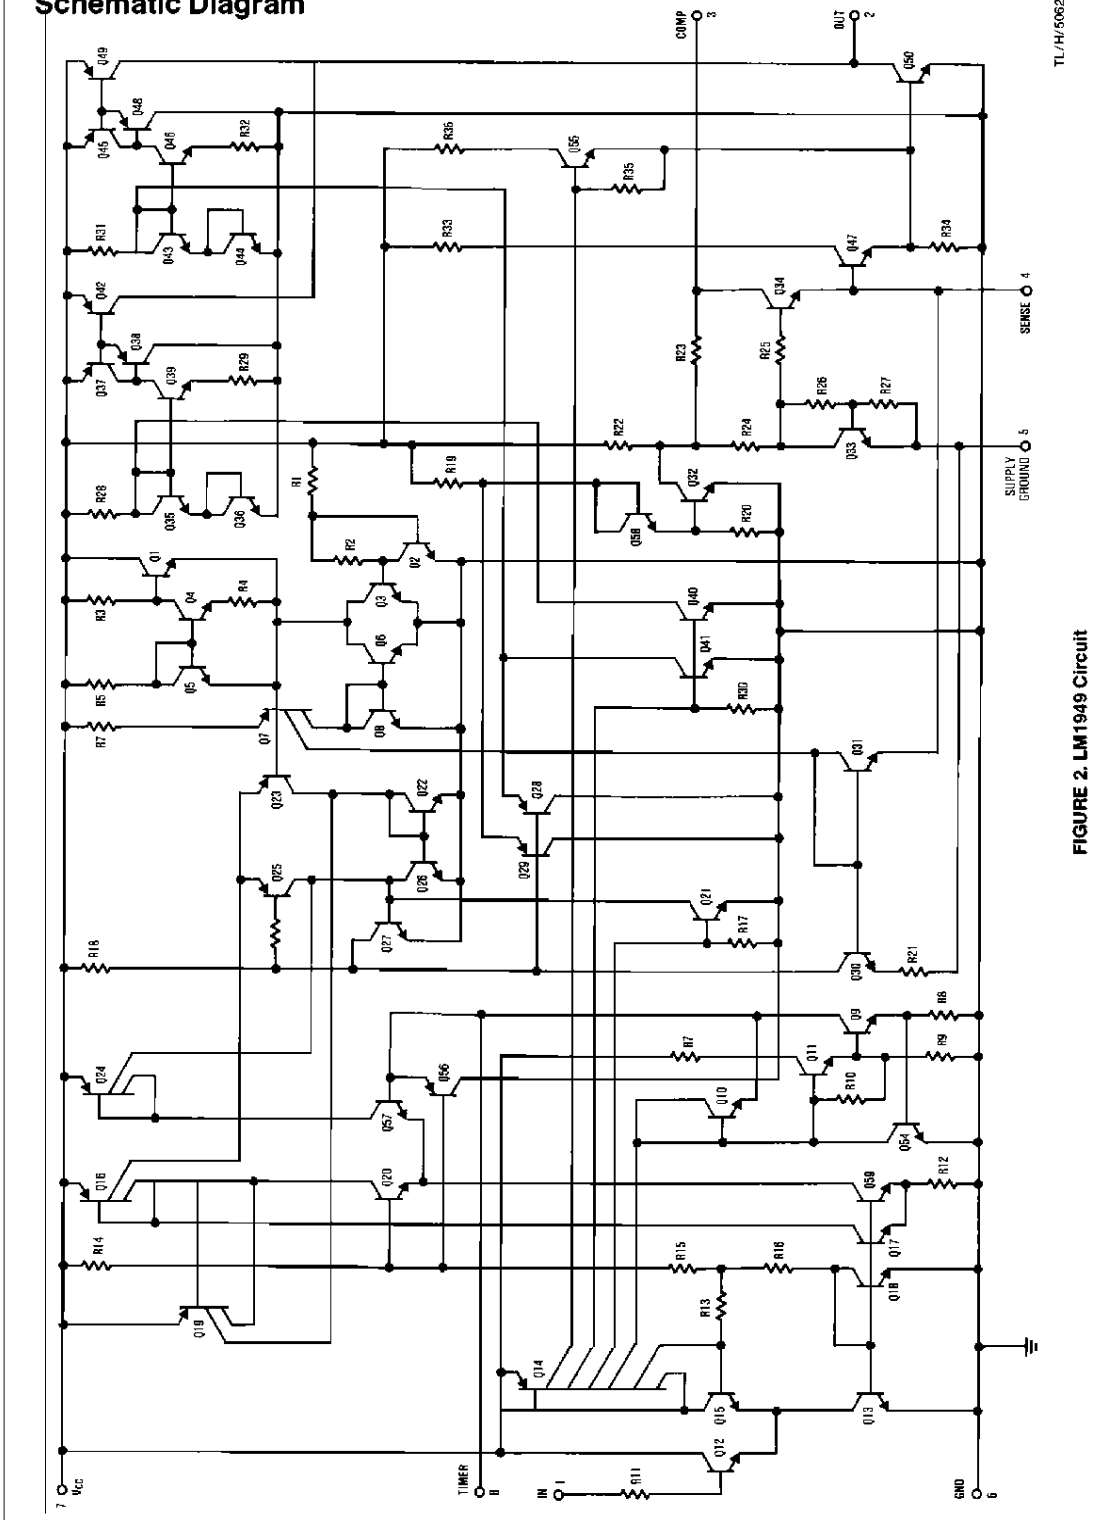 Schematic Diagram
COMP
3
OUT
2
TL/H/5062
Q49
Q48
Q45
Q46
R32
R36
Q55
R35
Q50
R31
Q43
Q44
R33
Q47
R34
Q42
Q38
Q37
Q39
R29
Q34
SENSE
4
R23
R25
R26
R27
R22
R24
Q33
SUPPLY
GROUND
5
R28
Q35
Q36
R1
R19
Q32
Q58
R20
Q1
R2
Q2
R3
Q4
R4
Q3
Q40
Q6
Q41
Q5
R5
R30
R7
Q7
Q8
Q31
Q23
Q22
Q28
Q25
Q26
Q29
Q21
R17
Q27
R18
Q30
R21
Q9
R8
Q24
Q56
R7
Q11
R9
Q57
Q10
R10
Q54
Q16
Q20
Q59
R12
Q17
R14
R15
R16
Q18
Q19
R13
Q14
Q15
Q13
Q12
7
VCC
TIMER
8
IN
1
R11
GND
6
FIGURE 2. LM1949 Circuit